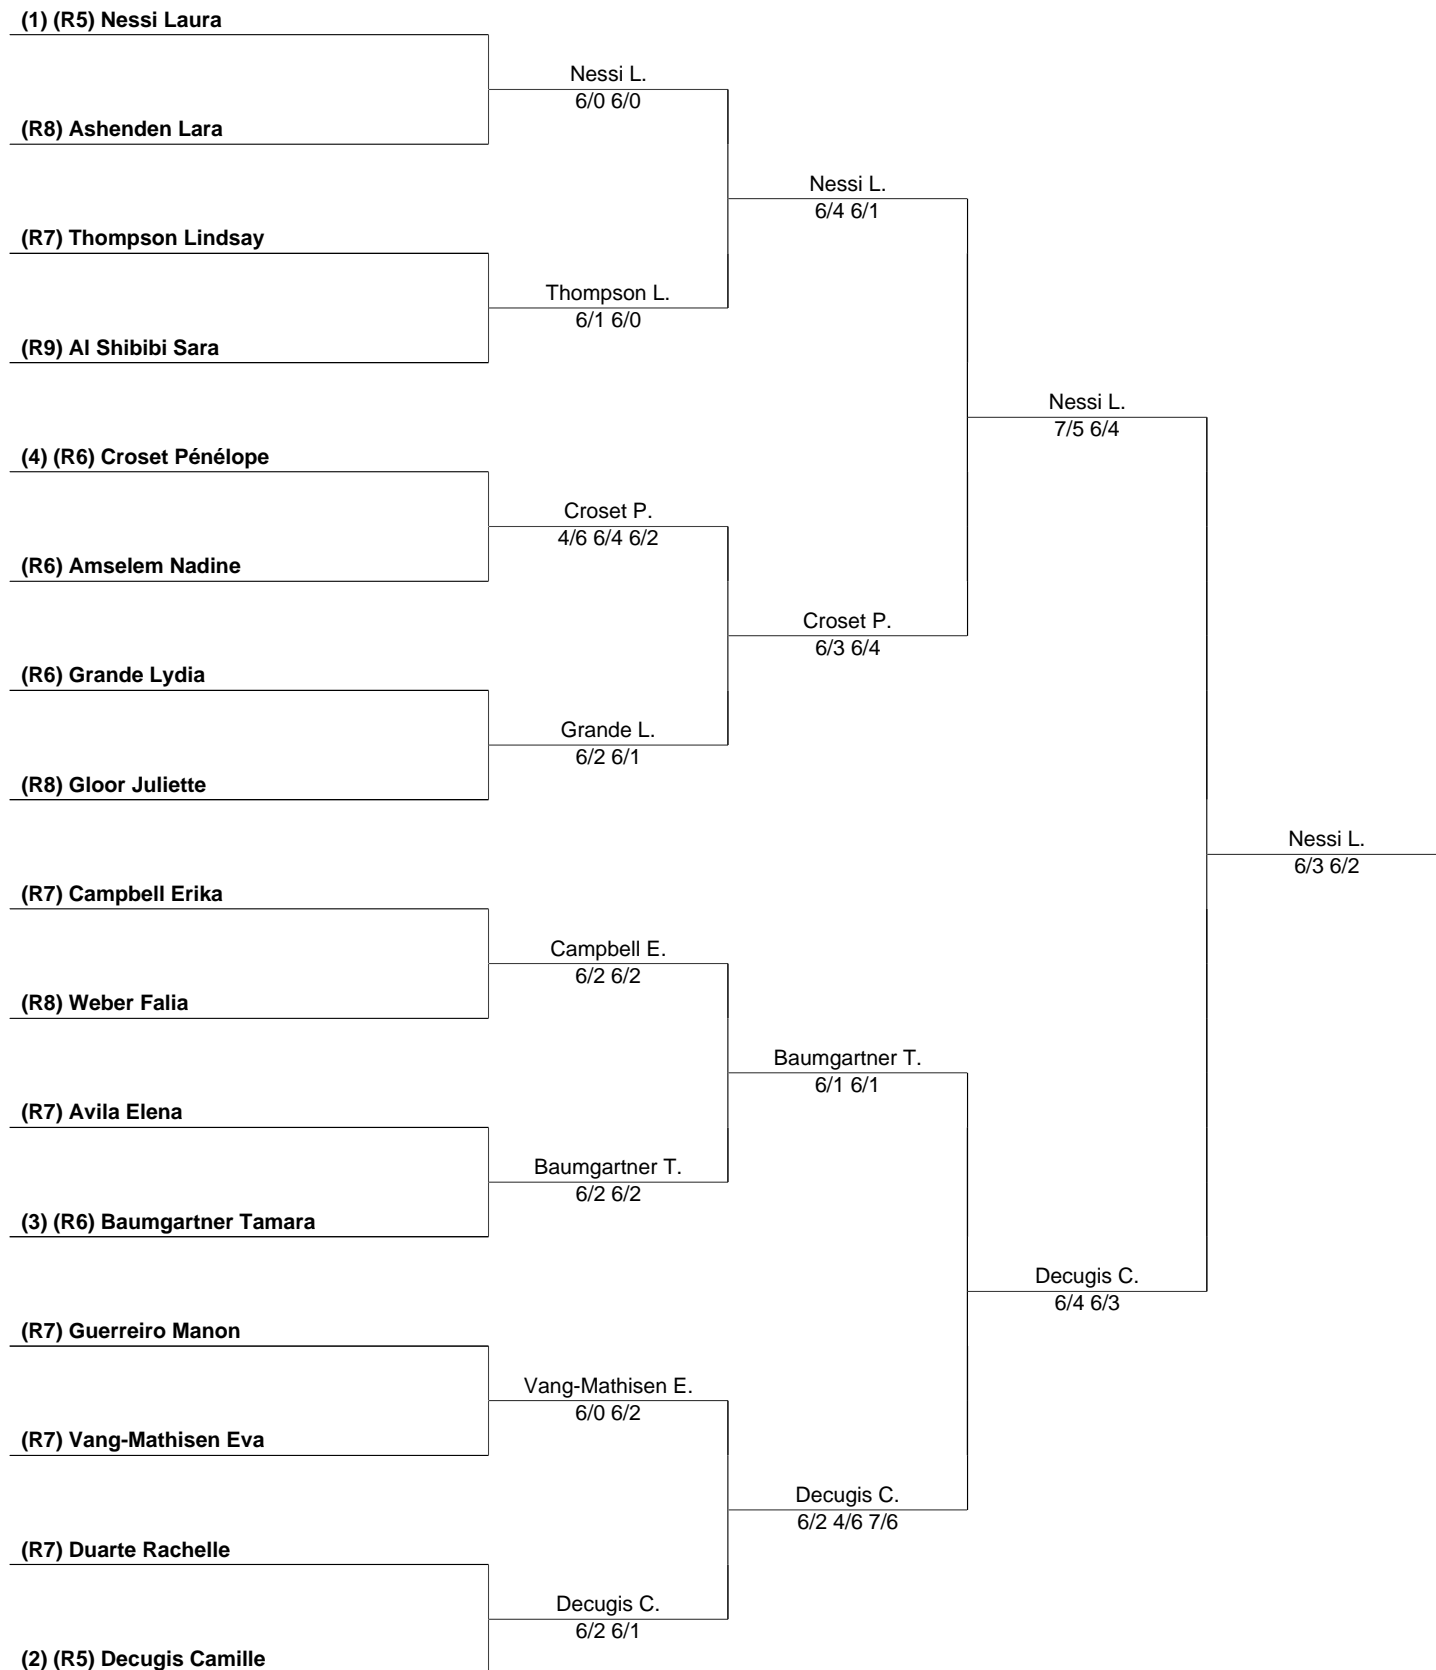 (1) (R5) Nessi Laura
Nessi L.
6/0 6/0
(R8) Ashenden Lara
Nessi L.
6/4 6/1
(R7) Thompson Lindsay
Thompson L.
6/1 6/0
(R9) Al Shibibi Sara
Nessi L.
7/5 6/4
(4) (R6) Croset Pénélope
Croset P.
4/6 6/4 6/2
(R6) Amselem Nadine
Croset P.
6/3 6/4
(R6) Grande Lydia
Grande L.
6/2 6/1
(R8) Gloor Juliette
Nessi L.
6/3 6/2
(R7) Campbell Erika
Campbell E.
6/2 6/2
(R8) Weber Falia
Baumgartner T.
6/1 6/1
(R7) Avila Elena
Baumgartner T.
6/2 6/2
(3) (R6) Baumgartner Tamara
Decugis C.
6/4 6/3
(R7) Guerreiro Manon
Vang-Mathisen E.
6/0 6/2
(R7) Vang-Mathisen Eva
Decugis C.
6/2 4/6 7/6
(R7) Duarte Rachelle
Decugis C.
6/2 6/1
(2) (R5) Decugis Camille